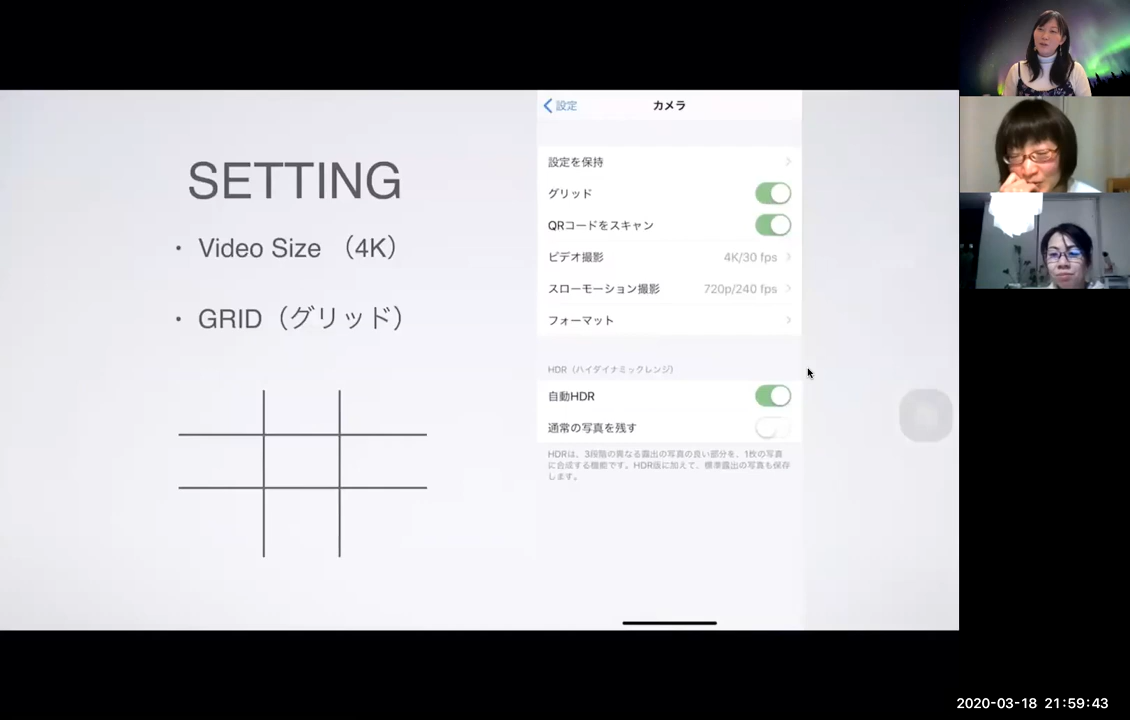 SETTING
・ Video Size （4K）
・ GRID（グリッド）
設定
カメラ
設定を保持
グリッド
QRコードをスキャン
ビデオ撮影 4K/30 fps
スローモーション撮影 720p/240 fps
フォーマット
HDR（ハイダイナミックレンジ）
自動HDR
通常の写真を残す
HDRは、3段階の異なる露出の写真の良い部分を、1枚の写真
に合成する機能です。HDR版に加えて、標準露出の写真も保存
します。
2020-03-18 21:59:43